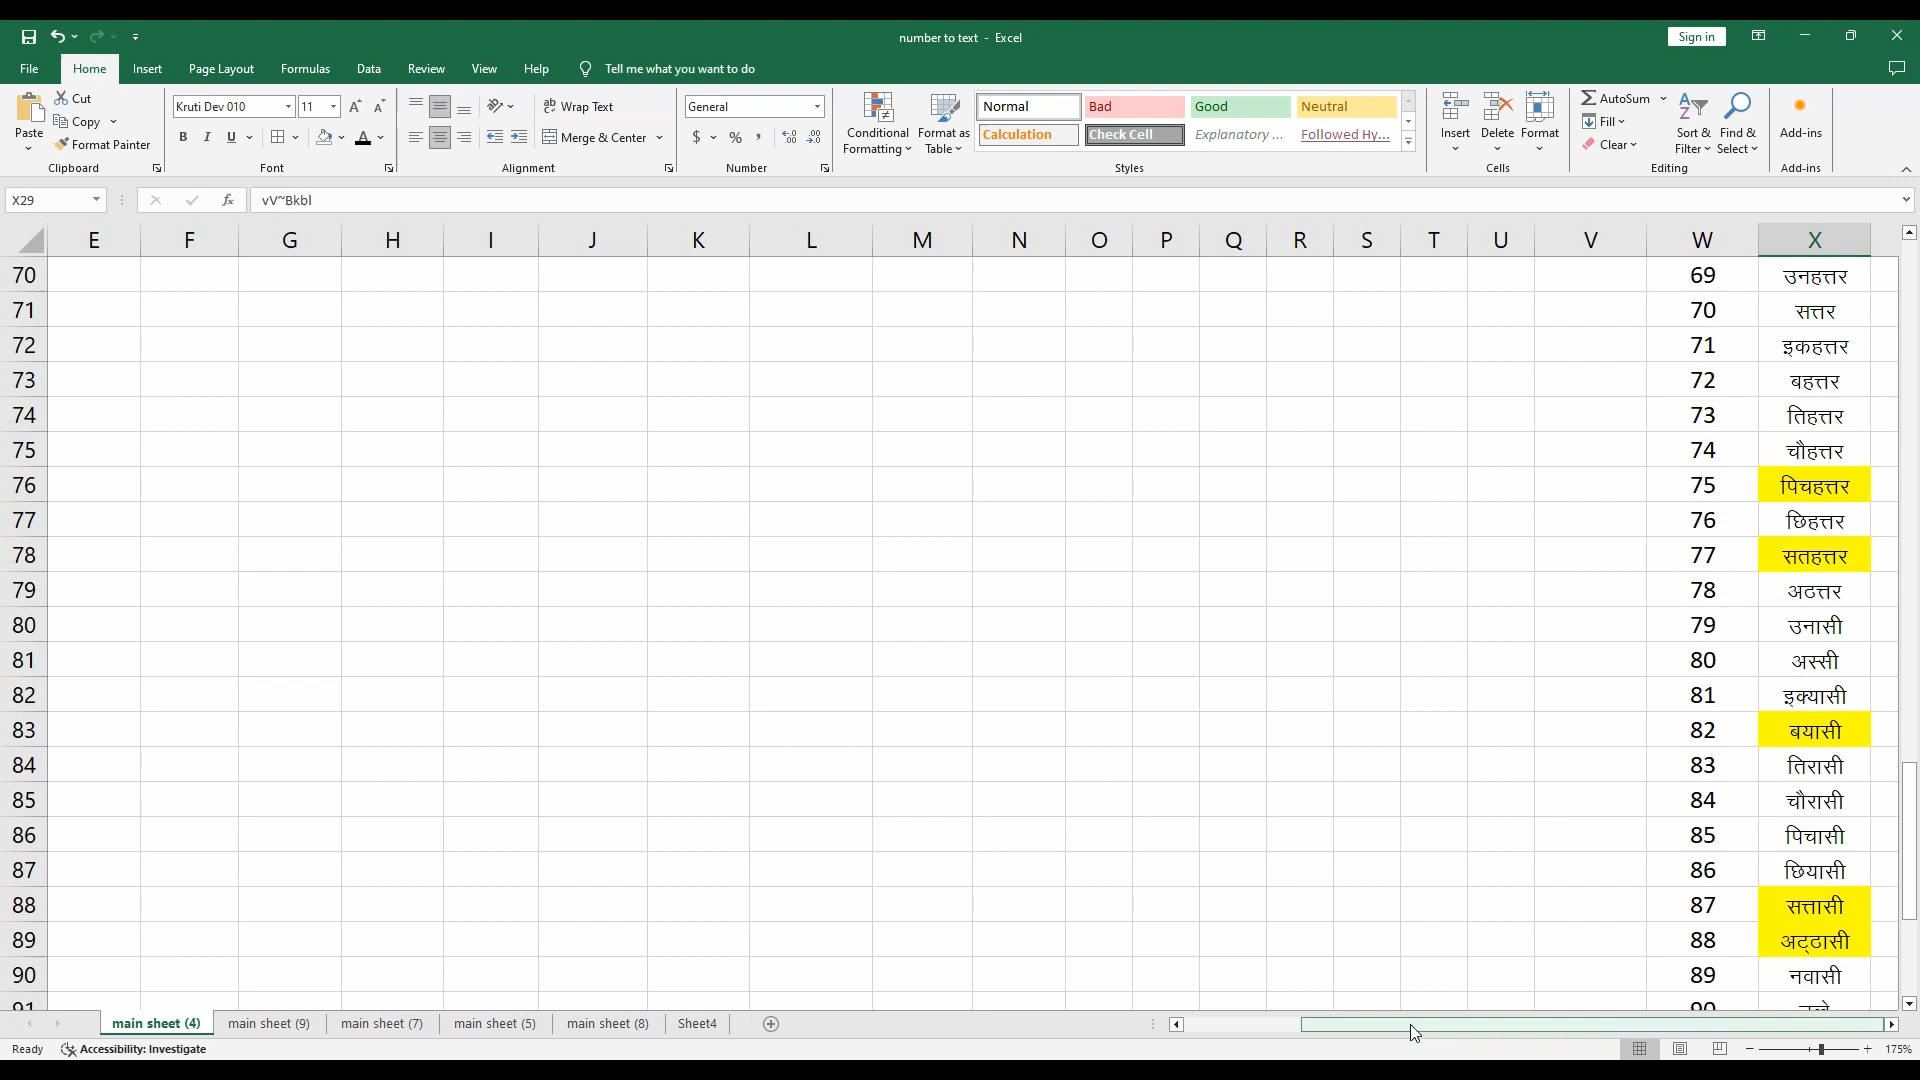 number to text - Excel
Sign in
File Home Insert Page Layout Formulas Data Review View Help Tell me what you want to do
Paste Cut Copy Format Painter
Clipboard
Kruti Dev 010 11
B I U
Font
Wrap Text
Merge & Center
Alignment
General
$ % ,
Number
Conditional Formatting
Format as Table
Normal Bad Good Neutral
Calculation Check Cell Explanatory ... Followed Hy...
Styles
Insert Delete Format
Cells
AutoSum
Fill
Clear
Sort & Filter
Find & Select
Editing
Add-ins
Add-ins
X29 fx vV~Bkbl
E F G H I J K L M N O P Q R S T U V W X
70 69 उनहत्तर
71 70 सत्तर
72 71 इकहत्तर
73 72 बहत्तर
74 73 तिहत्तर
75 74 चौहत्तर
76 75 पिचहत्तर
77 76 छिहत्तर
78 77 सतहत्तर
79 78 अठत्तर
80 79 उनासी
81 80 अस्सी
82 81 इक्यासी
83 82 बयासी
84 83 तिरासी
85 84 चौरासी
86 85 पिचासी
87 86 छियासी
88 87 सत्तासी
89 88 अट्ठासी
90 89 नवासी
91 90
main sheet (4) main sheet (9) main sheet (7) main sheet (5) main sheet (8) Sheet4
Ready Accessibility: Investigate 175%